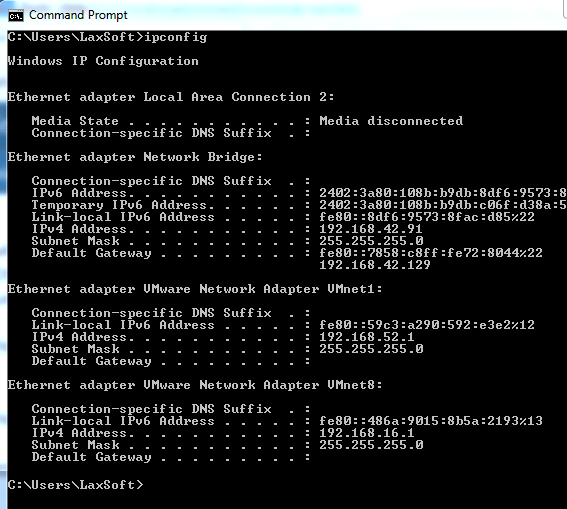 Command Prompt
C:\Users\LaxSoft>ipconfig
Windows IP Configuration
Ethernet adapter Local Area Connection 2:
Media State . . . . . . . . . . . : Media disconnected
Connection-specific DNS Suffix  . :
Ethernet adapter Network Bridge:
Connection-specific DNS Suffix  . :
IPv6 Address. . . . . . . . . . . : 2402:3a80:108b:b9db:8df6:9573:8
Temporary IPv6 Address. . . . . . : 2402:3a80:108b:b9db:c06f:d38a:5
Link-local IPv6 Address . . . . . : fe80::8df6:9573:8fac:d85%22
IPv4 Address. . . . . . . . . . . : 192.168.42.91
Subnet Mask . . . . . . . . . . . : 255.255.255.0
Default Gateway . . . . . . . . . : fe80::7858:c8ff:fe72:8044%22
192.168.42.129
Ethernet adapter VMware Network Adapter VMnet1:
Connection-specific DNS Suffix  . :
Link-local IPv6 Address . . . . . : fe80::59c3:a290:592:e3e2%12
IPv4 Address. . . . . . . . . . . : 192.168.52.1
Subnet Mask . . . . . . . . . . . : 255.255.255.0
Default Gateway . . . . . . . . . :
Ethernet adapter VMware Network Adapter VMnet8:
Connection-specific DNS Suffix  . :
Link-local IPv6 Address . . . . . : fe80::486a:9015:8b5a:2193%13
IPv4 Address. . . . . . . . . . . : 192.168.16.1
Subnet Mask . . . . . . . . . . . : 255.255.255.0
Default Gateway . . . . . . . . . :
C:\Users\LaxSoft>